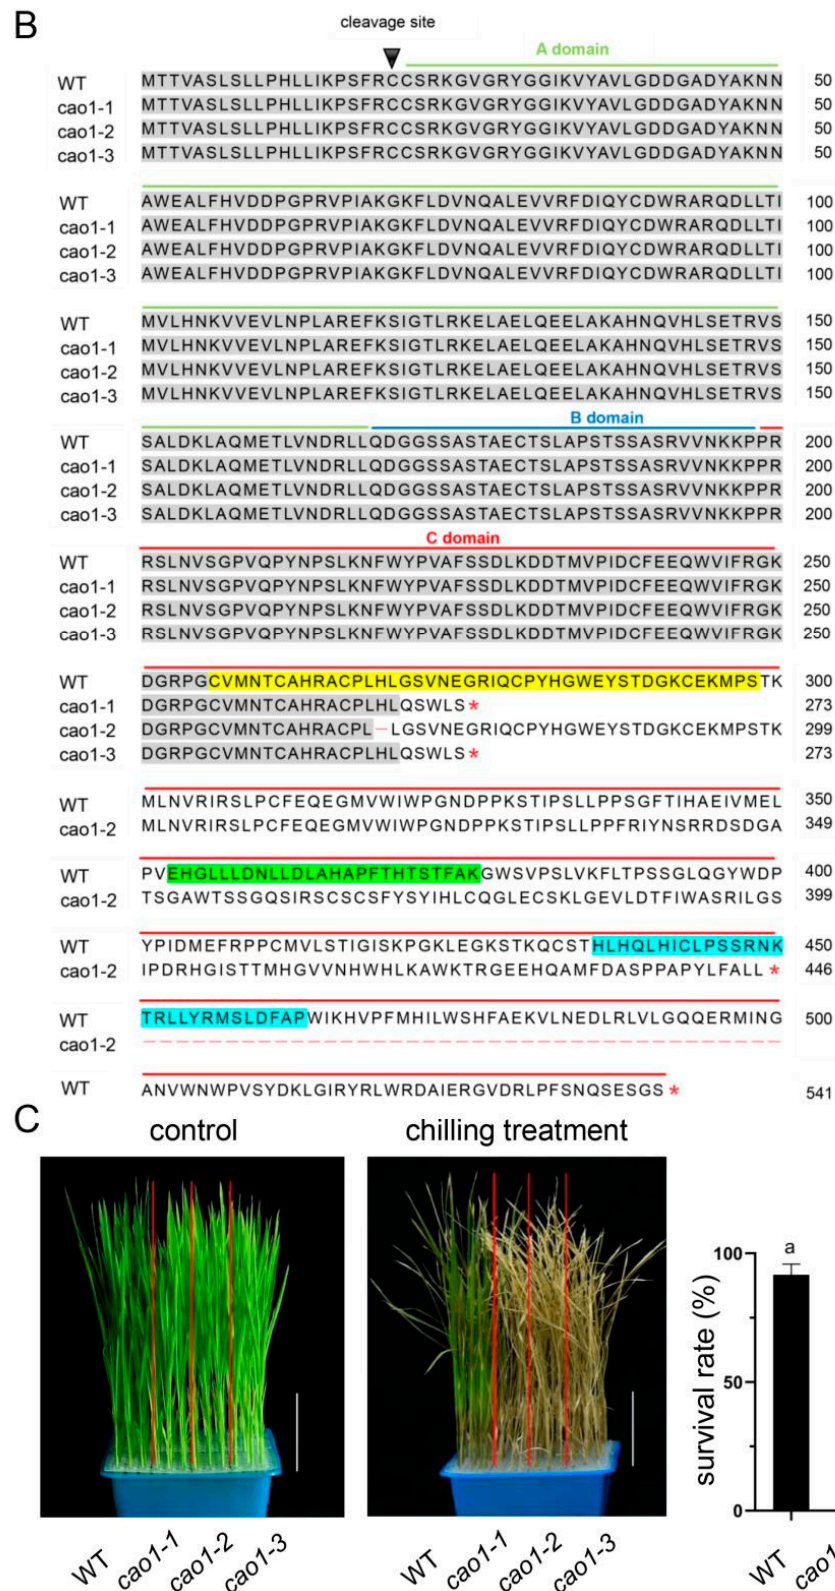 B
cleavage site
A domain
WT MTTVASLSLLPHLLIKPSFRCCSRKGVGRYGGIKVYAVLGDDGADYAKNN 50
cao1-1 MTTVASLSLLPHLLIKPSFRCCSRKGVGRYGGIKVYAVLGDDGADYAKNN 50
cao1-2 MTTVASLSLLPHLLIKPSFRCCSRKGVGRYGGIKVYAVLGDDGADYAKNN 50
cao1-3 MTTVASLSLLPHLLIKPSFRCCSRKGVGRYGGIKVYAVLGDDGADYAKNN 50
WT AWEALFHVDDPGPRVPIAKGKFLDVNQALEVVRFDIQYCDWRARQDLLTI 100
cao1-1 AWEALFHVDDPGPRVPIAKGKFLDVNQALEVVRFDIQYCDWRARQDLLTI 100
cao1-2 AWEALFHVDDPGPRVPIAKGKFLDVNQALEVVRFDIQYCDWRARQDLLTI 100
cao1-3 AWEALFHVDDPGPRVPIAKGKFLDVNQALEVVRFDIQYCDWRARQDLLTI 100
WT MVLHNKVVEVLNPLAREFKSIGTLRKELAELQEELAKAHNQVHLSETRVS 150
cao1-1 MVLHNKVVEVLNPLAREFKSIGTLRKELAELQEELAKAHNQVHLSETRVS 150
cao1-2 MVLHNKVVEVLNPLAREFKSIGTLRKELAELQEELAKAHNQVHLSETRVS 150
cao1-3 MVLHNKVVEVLNPLAREFKSIGTLRKELAELQEELAKAHNQVHLSETRVS 150
B domain
WT SALDKLAQMETLVNDRLLQDGGSSASTAECTSLAPSTSSASRVVNKKPPR 200
cao1-1 SALDKLAQMETLVNDRLLQDGGSSASTAECTSLAPSTSSASRVVNKKPPR 200
cao1-2 SALDKLAQMETLVNDRLLQDGGSSASTAECTSLAPSTSSASRVVNKKPPR 200
cao1-3 SALDKLAQMETLVNDRLLQDGGSSASTAECTSLAPSTSSASRVVNKKPPR 200
C domain
WT RSLNVSGPVQPYNPSLKNFWYPVAFSSDLKDDTMVPIDCFEEQWVIFRGK 250
cao1-1 RSLNVSGPVQPYNPSLKNFWYPVAFSSDLKDDTMVPIDCFEEQWVIFRGK 250
cao1-2 RSLNVSGPVQPYNPSLKNFWYPVAFSSDLKDDTMVPIDCFEEQWVIFRGK 250
cao1-3 RSLNVSGPVQPYNPSLKNFWYPVAFSSDLKDDTMVPIDCFEEQWVIFRGK 250
WT DGRPGCVMNTCAHRACPLHLGSVNEGRIQCPYHGWEYSTDGKCEKMPSTK 300
cao1-1 DGRPGCVMNTCAHRACPLHLQSWLS* 273
cao1-2 DGRPGCVMNTCAHRACPL-LGSVNEGRIQCPYHGWEYSTDGKCEKMPSTK 299
cao1-3 DGRPGCVMNTCAHRACPLHLQSWLS* 273
WT MLNVRIRSLPCFEQEGMVWIWPGNDPPKSTIPSLLPPSGFTIHAEIVMEL 350
cao1-2 MLNVRIRSLPCFEQEGMVWIWPGNDPPKSTIPSLLPPFRIYNSRRDSDGA 349
WT PVEHGLLLDNLLDLAHAPFTHTSTFAKGWSVPSLVKFLTPSSGLQGYWDP 400
cao1-2 TSGAWTSSGQSIRSCSCSFYSYIHLCQGLECSKLGEVLDTFIWASRILGS 399
WT YPIDMEFRPPCMVLSTIGISKPGKLEGKSTKQCSTHLHQLHICLPSSRNK 450
cao1-2 IPDRHGISTTMHGVVNHWHLKAWKTRGEEHQAMFDASPPAPYLFALL* 446
WT TRLLYRMSLDFAPWIKHVPFMHILWSHFAEKVLNEDLRLVLGQQERMING 500
cao1-2 --------------------------------------------------
WT ANVWNWPVSYDKLGIRYRLWRDAIERGVDRLPFSNQSESGS* 541
C
control chilling treatment
WT cao1-1 cao1-2 cao1-3
WT cao1-1 cao1-2 cao1-3
survival rate (%)
100
50
0
a
WT cao1